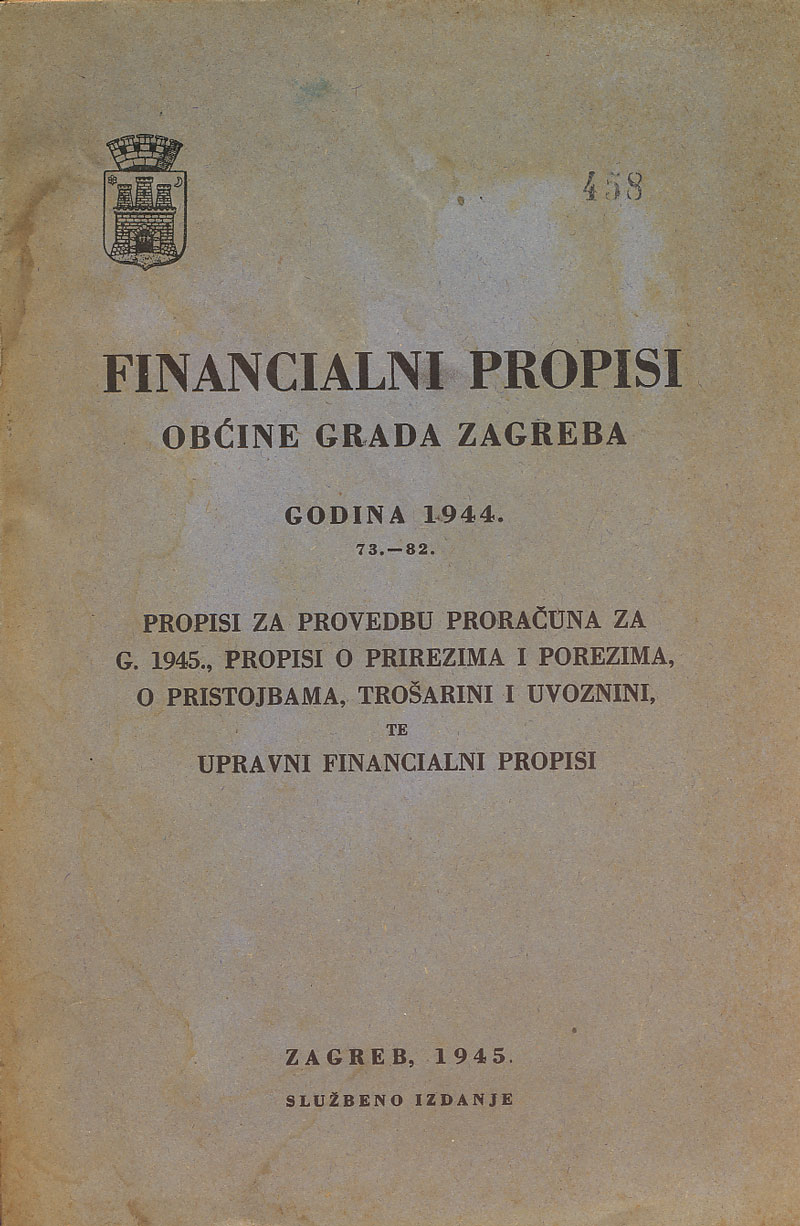 458
FINANCIALNI PROPISI
OBĆINE GRADA ZAGREBA
GODINA 1944.
73.—82.
PROPISI ZA PROVEDBU PRORAČUNA ZA
G. 1945., PROPISI O PRIREZIMA I POREZIMA,
O PRISTOJBAMA, TROŠARINI I UVOZNINI,
TE
UPRAVNI FINANCIALNI PROPISI
ZAGREB, 1945.
SLUŽBENO IZDANJE